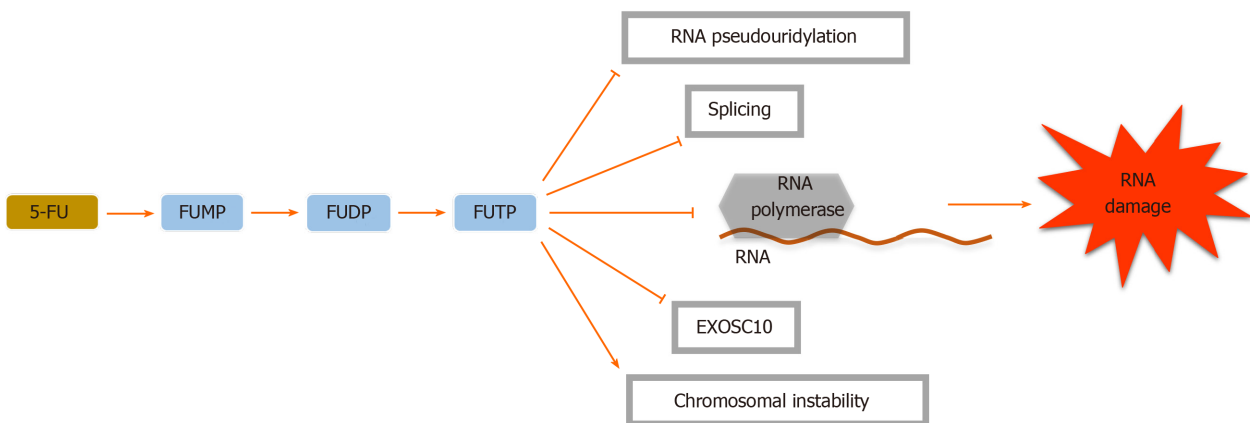 RNA pseudouridylation
Splicing
5-FU
FUMP
FUDP
FUTP
RNA
polymerase
RNA
RNA
damage
EXOSC10
Chromosomal instability